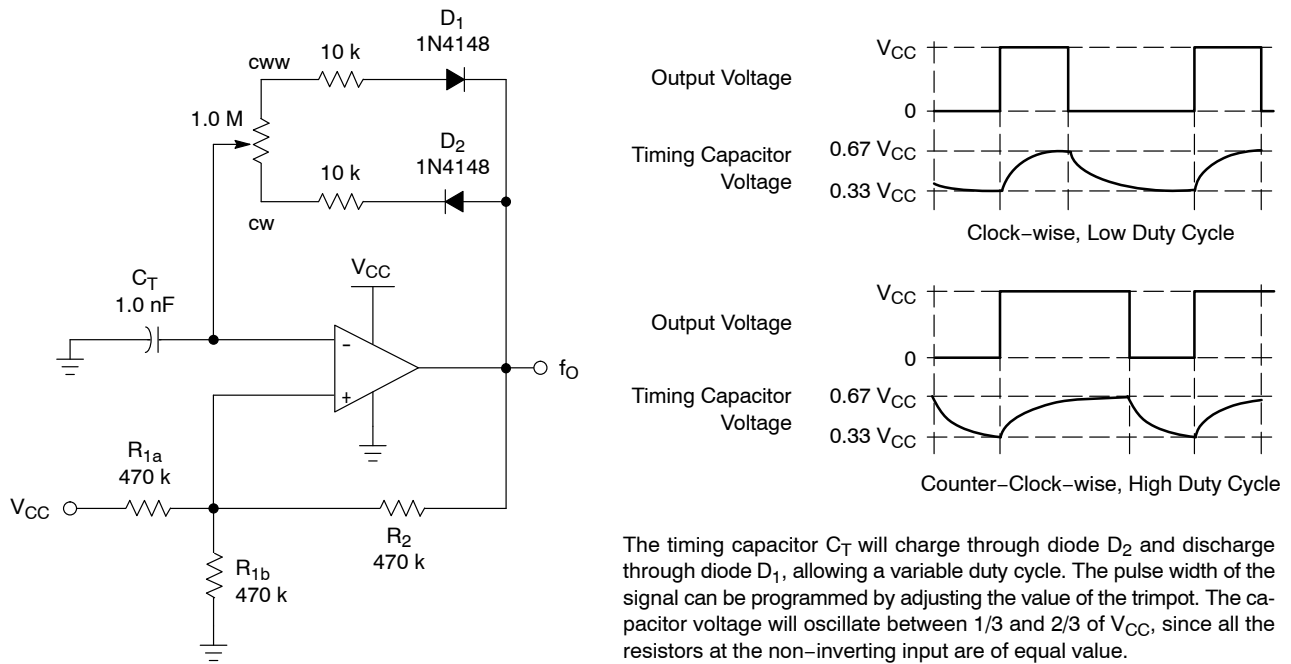 D1
1N4148
10 k
cww
1.0 M
D2
1N4148
10 k
cw
CT
1.0 nF
VCC
-
+
fO
R1a
470 k
VCC
R2
470 k
R1b
470 k
Output Voltage
VCC
0
Timing Capacitor
Voltage
0.67 VCC
0.33 VCC
Clock−wise, Low Duty Cycle
Output Voltage
VCC
0
Timing Capacitor
Voltage
0.67 VCC
0.33 VCC
Counter−Clock−wise, High Duty Cycle
The timing capacitor CT will charge through diode D2 and discharge
through diode D1, allowing a variable duty cycle. The pulse width of the
signal can be programmed by adjusting the value of the trimpot. The ca-
pacitor voltage will oscillate between 1/3 and 2/3 of VCC, since all the
resistors at the non−inverting input are of equal value.